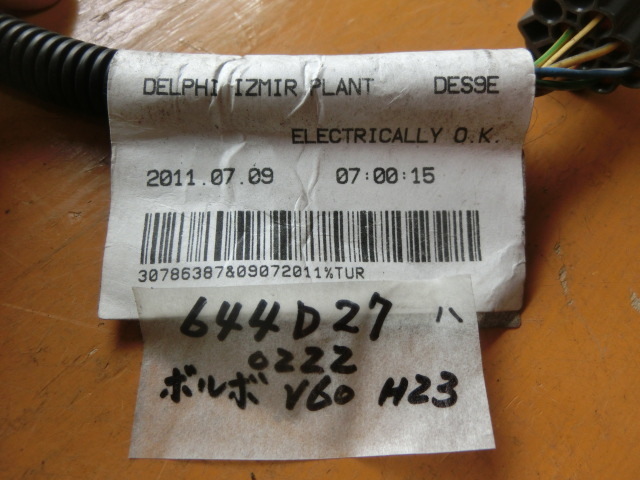 DELPHI IZMIR PLANT DES9E
ELECTRICALLY O.K.
2011.07.09 07:00:15
30786387&09072011%TUR
644D27 ハ
0222
ボルボ V60 H23